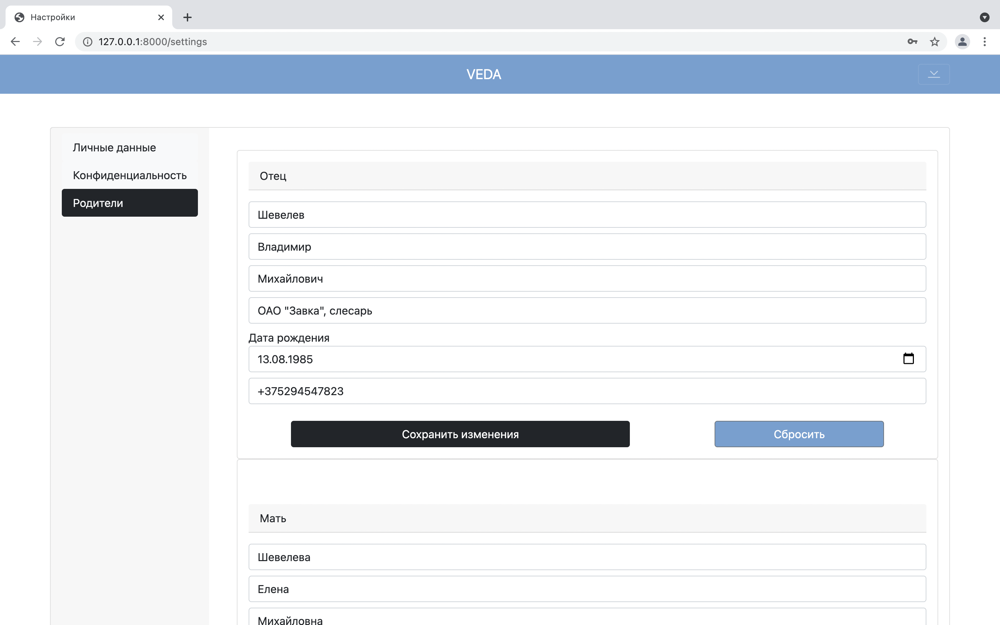 Настройки
127.0.0.1:8000/settings
VEDA
Личные данные
Конфиденциальность
Родители
Отец
Шевелев
Владимир
Михайлович
ОАО "Завка", слесарь
Дата рождения
13.08.1985
+375294547823
Сохранить изменения
Сбросить
Мать
Шевелева
Елена
Михайловна